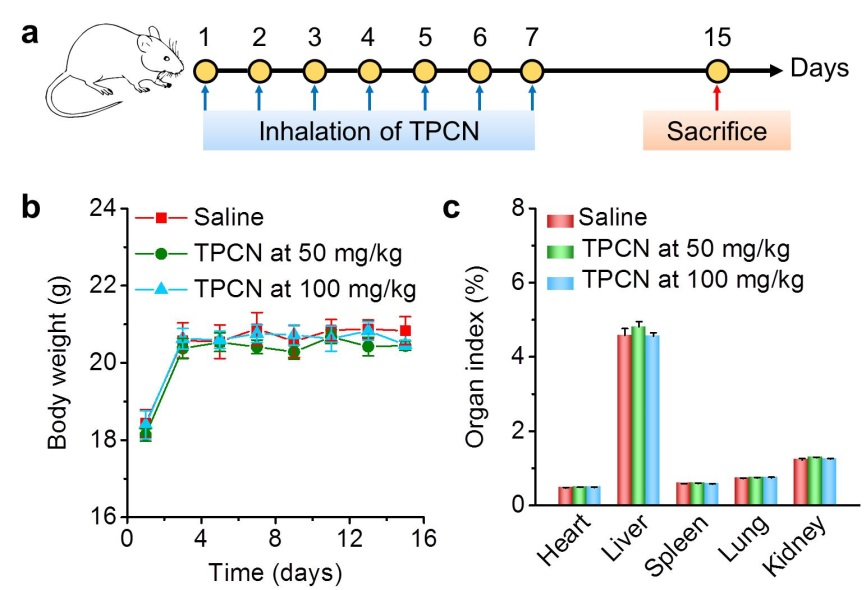 a
1 2 3 4 5 6 7 15
Days
Inhalation of TPCN
Sacrifice
b
24
22
20
18
16
Body weight (g)
Saline
TPCN at 50 mg/kg
TPCN at 100 mg/kg
0 4 8 12 16
Time (days)
c
8
6
4
2
0
Organ index (%)
Saline
TPCN at 50 mg/kg
TPCN at 100 mg/kg
Heart
Liver
Spleen
Lung
Kidney